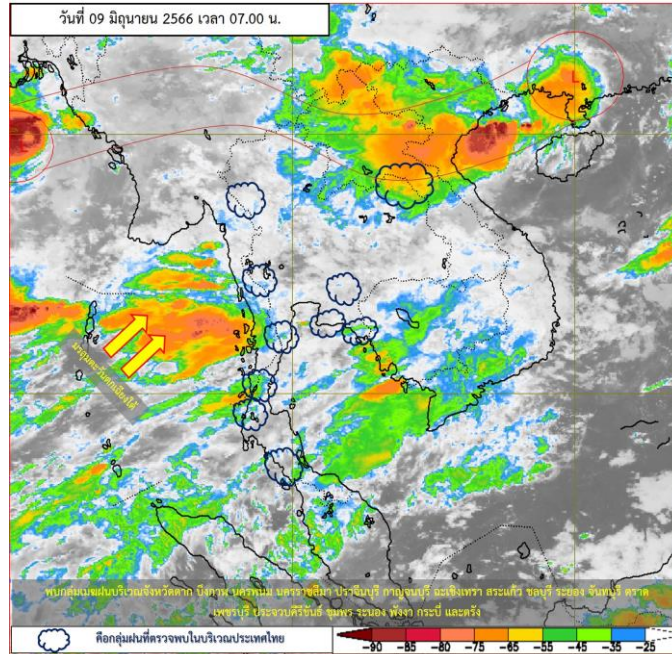 วันที่ 09 มิถุนายน 2566 เวลา 07.00 น.
L
มรสุมตะวันตกเฉียงใต้
พบกลุ่มเมฆฝนบริเวณจังหวัดตาก บึงกาฬ นครพนม นครราชสีมา ปราจีนบุรี กาญจนบุรี ฉะเชิงเทรา สระแก้ว ชลบุรี ระยอง จันทบุรี ตราด
เพชรบุรี ประจวบคีรีขันธ์ ชุมพร ระนอง พังงา กระบี่ และตรัง
คือกลุ่มฝนที่ตรวจพบในบริเวณประเทศไทย
-90 -85 -80 -75 -65 -55 -45 -35 -25